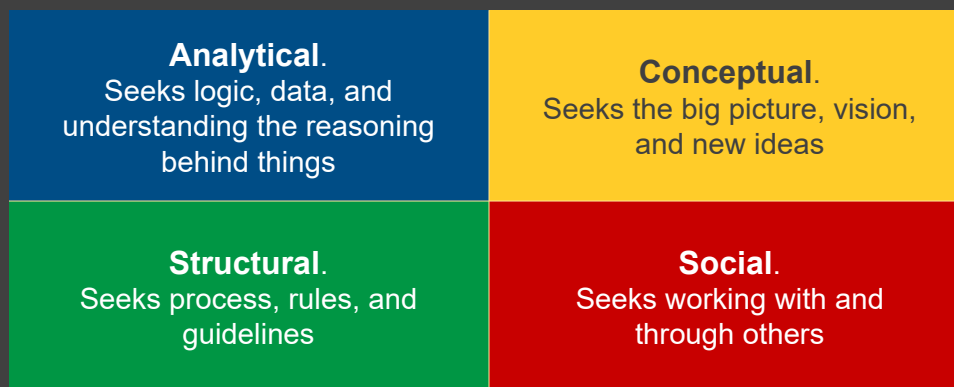 Analytical.
Seeks logic, data, and
understanding the reasoning
behind things
Conceptual.
Seeks the big picture, vision,
and new ideas
Structural.
Seeks process, rules, and
guidelines
Social.
Seeks working with and
through others